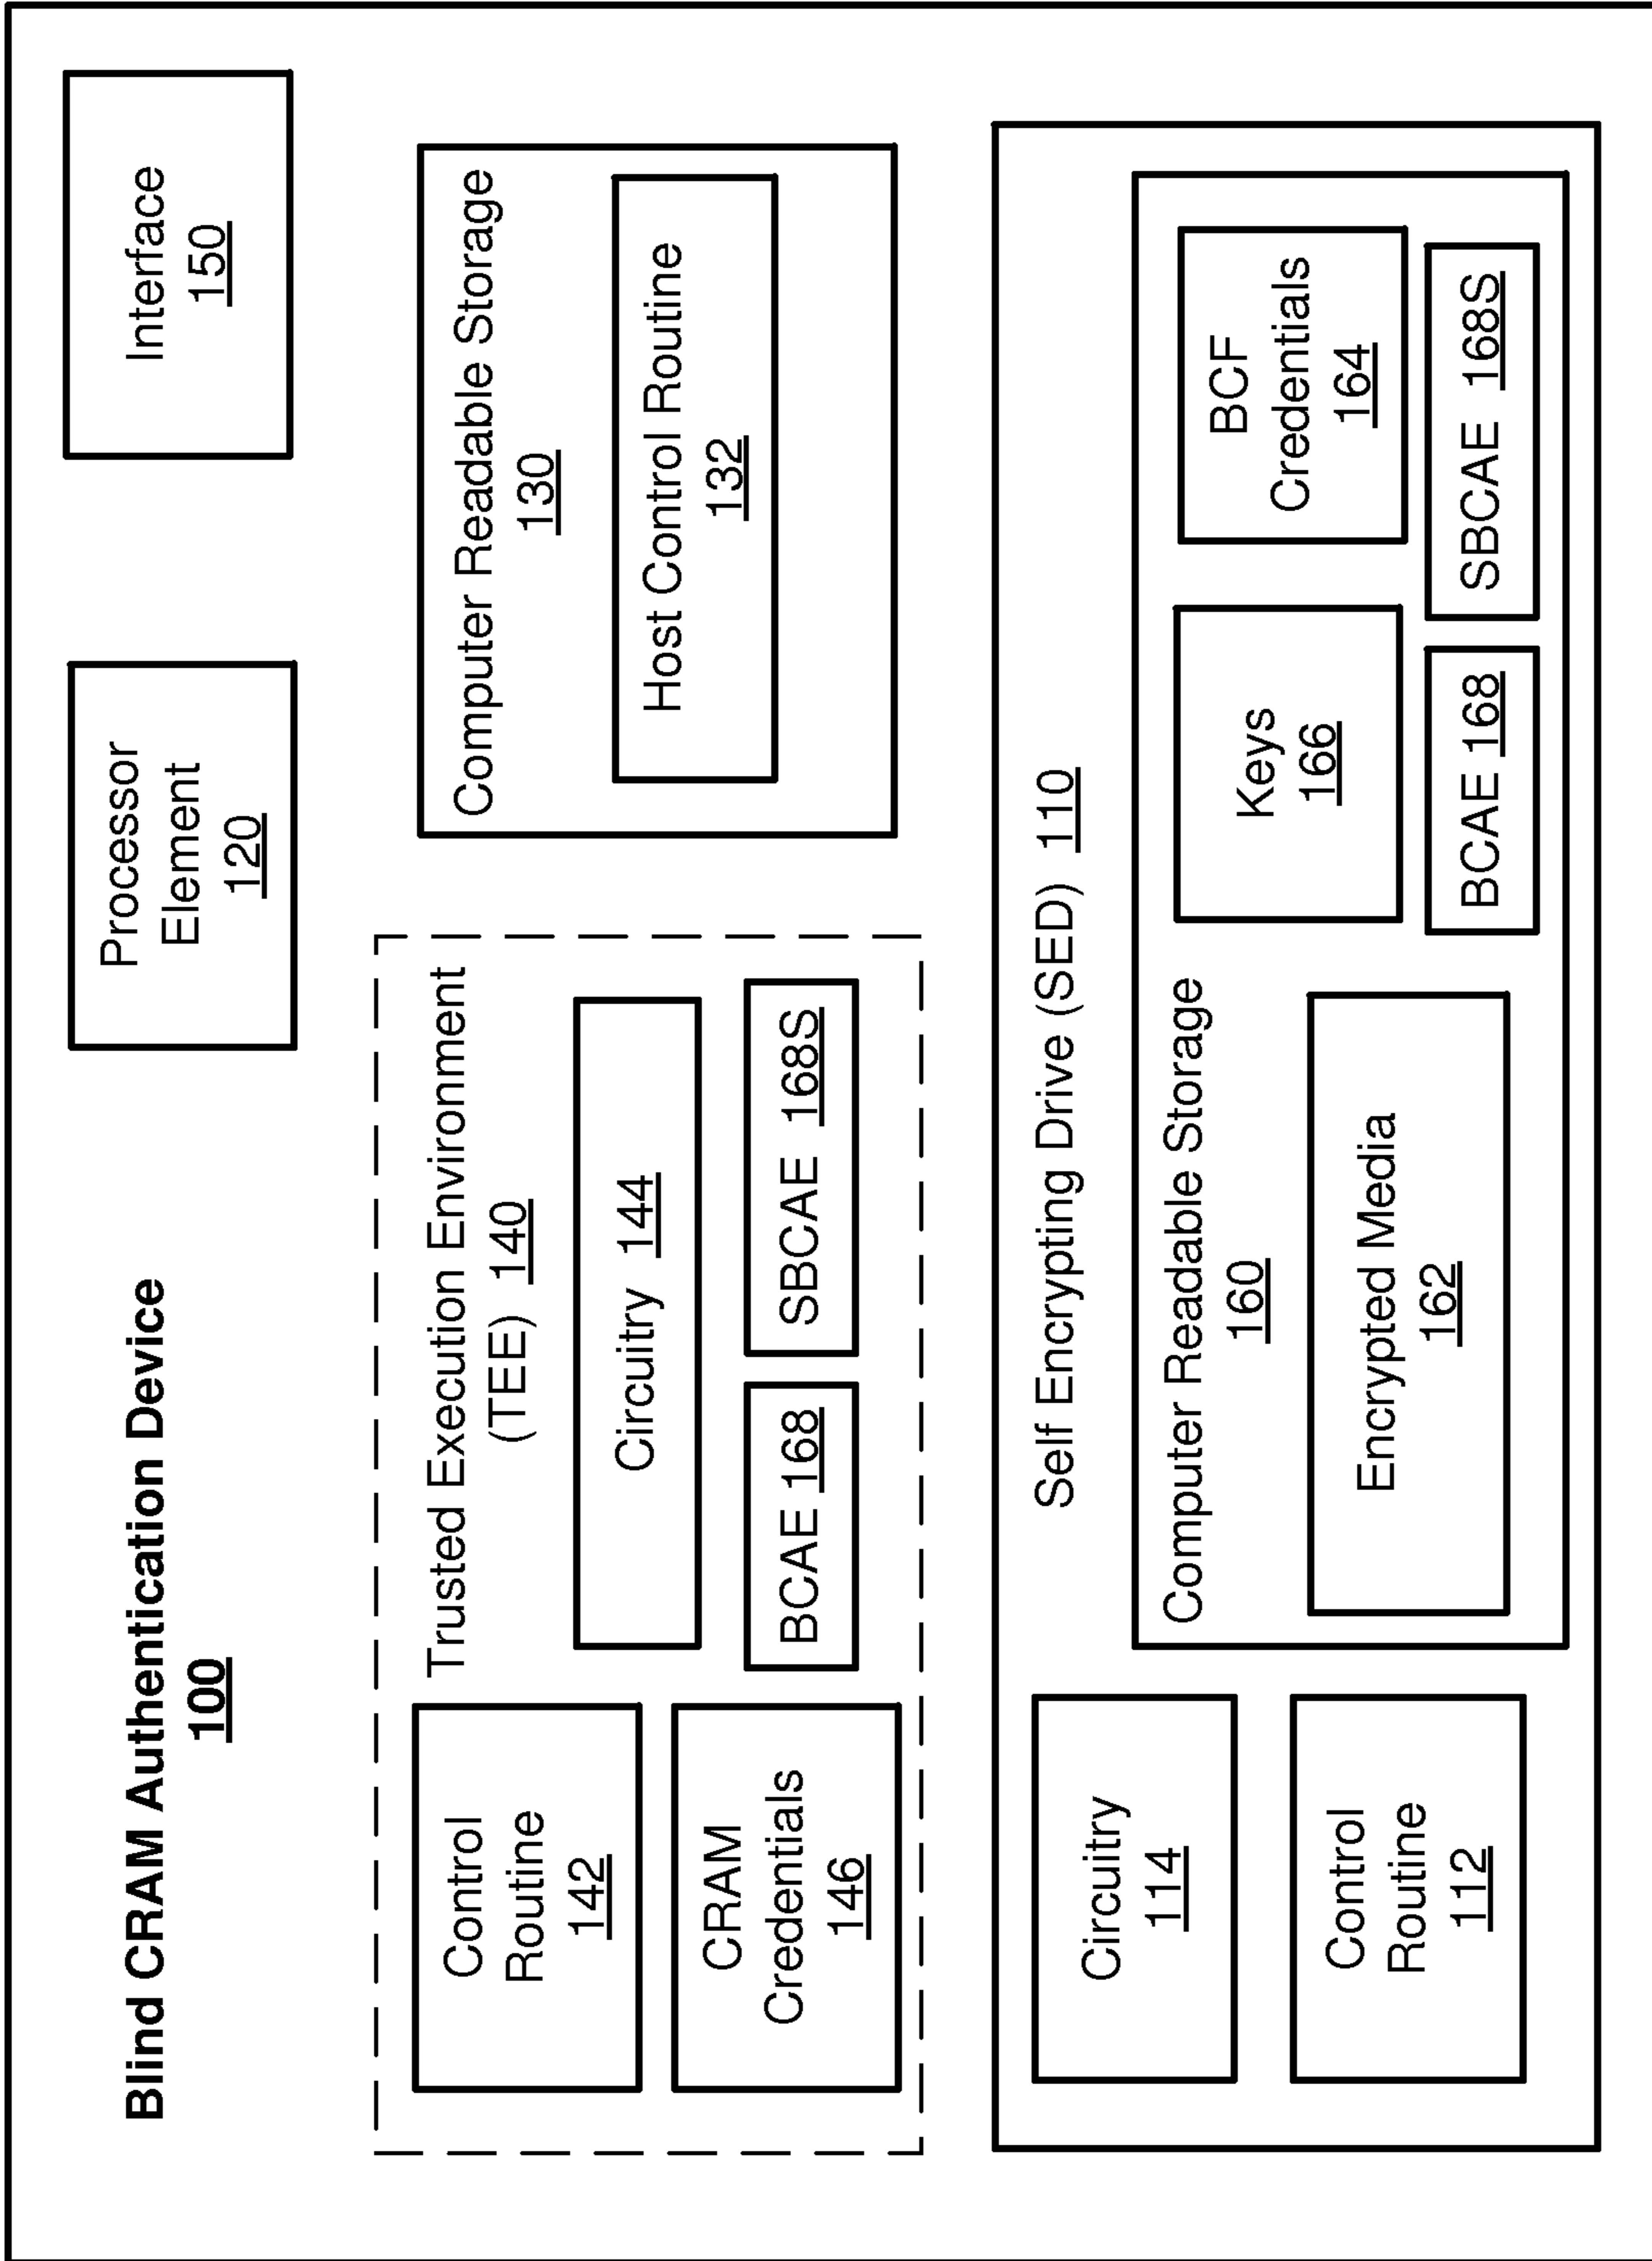 Blind CRAM Authentication Device
100
Processor
Element
120
Interface
150
Trusted Execution Environment
(TEE) 140
Control
Routine
142
Circuitry 144
CRAM
Credentials
146
BCAE 168
SBCAE 168S
Computer Readable Storage
130
Host Control Routine
132
Self Encrypting Drive (SED) 110
Circuitry
114
Control
Routine
112
Computer Readable Storage
160
Encrypted Media
162
Keys
166
BCF
Credentials
164
BCAE 168
SBCAE 168S